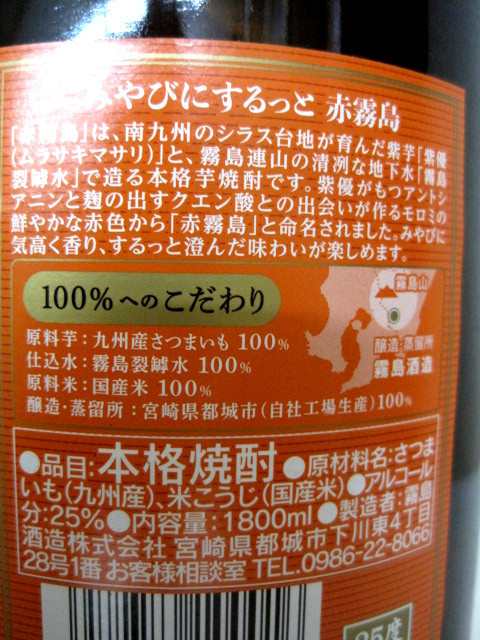 みやびにするっと 赤霧島
「赤霧島」は、南九州のシラス台地が育んだ紫芋「紫優
(ムラサキマサリ)」と、霧島連山の清冽な地下水「霧島
裂罅水」で造る本格芋焼酎です。紫優がもつアントシ
アニンと麹の出すクエン酸との出会いが作るモロミの
鮮やかな赤色から「赤霧島」と命名されました。みやびに
気高く香り、するっと澄んだ味わいが楽しめます。
100%へのこだわり
霧島山
醸造・蒸留所
霧島酒造
原料芋:九州産さつまいも100%
仕込水:霧島裂罅水 100%
原料米:国産米 100%
醸造・蒸留所:宮崎県都城市(自社工場生産)100%
●品目:本格焼酎 ●原材料名:さつま
いも(九州産)、米こうじ(国産米) ●アルコール
分:25% ●内容量:1800ml ●製造者:霧島
酒造株式会社 宮崎県都城市下川東4丁目
28号1番 お客様相談室 TEL.0986-22-8066
25度